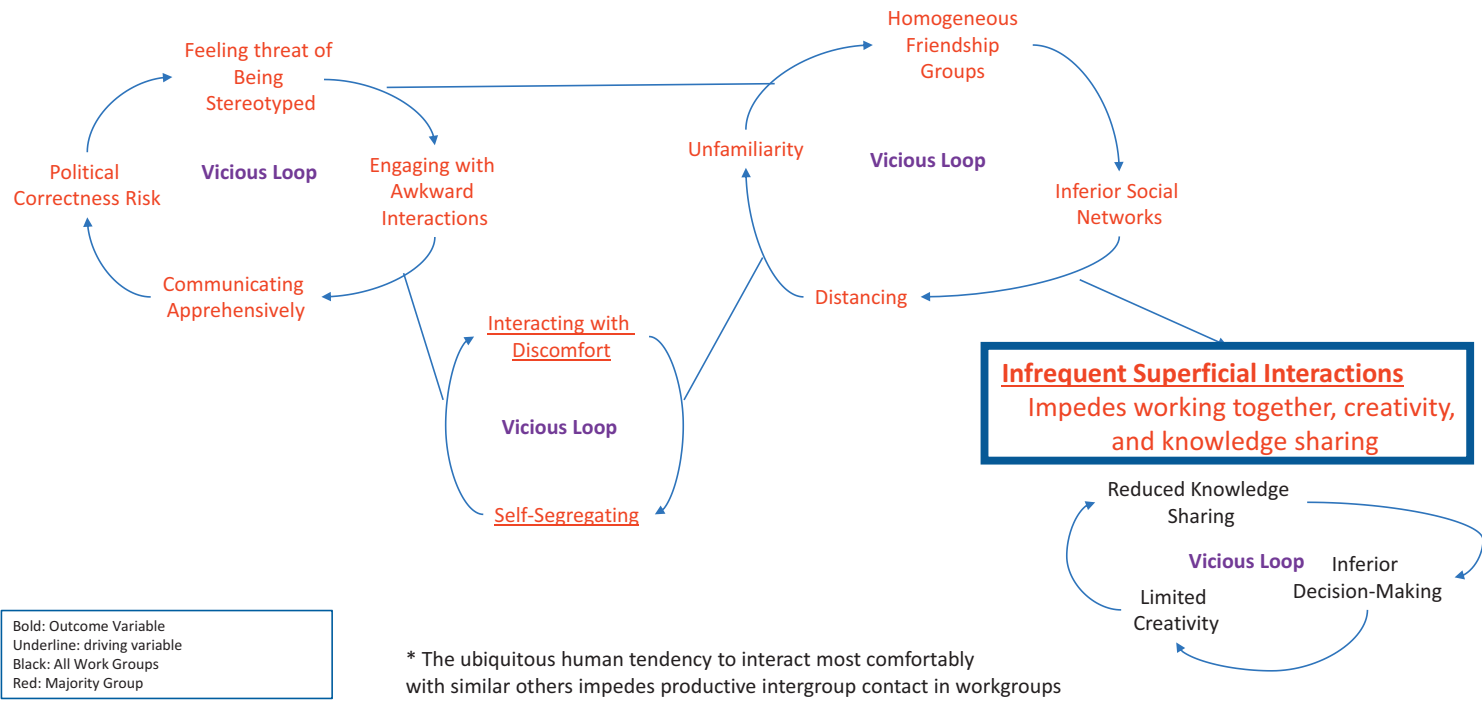 Feeling threat of
Being
Stereotyped
Vicious Loop
Political
Correctness Risk
Engaging with
Awkward
Interactions
Communicating
Apprehensively
Homogeneous
Friendship
Groups
Unfamiliarity
Vicious Loop
Inferior Social
Networks
Distancing
Interacting with
Discomfort
Vicious Loop
Self-Segregating
Infrequent Superficial Interactions
Impedes working together, creativity,
and knowledge sharing
Reduced Knowledge
Sharing
Vicious Loop
Inferior
Decision-Making
Limited
Creativity
Bold: Outcome Variable
Underline: driving variable
Black: All Work Groups
Red: Majority Group
* The ubiquitous human tendency to interact most comfortably
with similar others impedes productive intergroup contact in workgroups